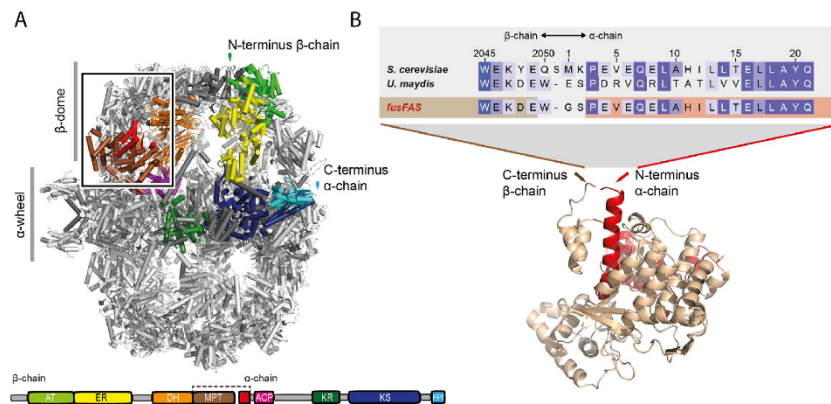 A
N-terminus β-chain
β-dome
C-terminus
α-chain
α-wheel
β-chain
α-chain
AT ER DH MPT ACP KR KS PPT
B
β-chain α-chain
2045 2050 1 5 10 15 20
S. cerevisiae WEKYEQSMKPEVEQELAHILLTELLAYQ
U. maydis WEKDEW-ESPDRVQRLTATLVVELLAYQ
fusFAS WEKDEW-GSPEVEQELAHILLTELLAYQ
C-terminus
β-chain
N-terminus
α-chain